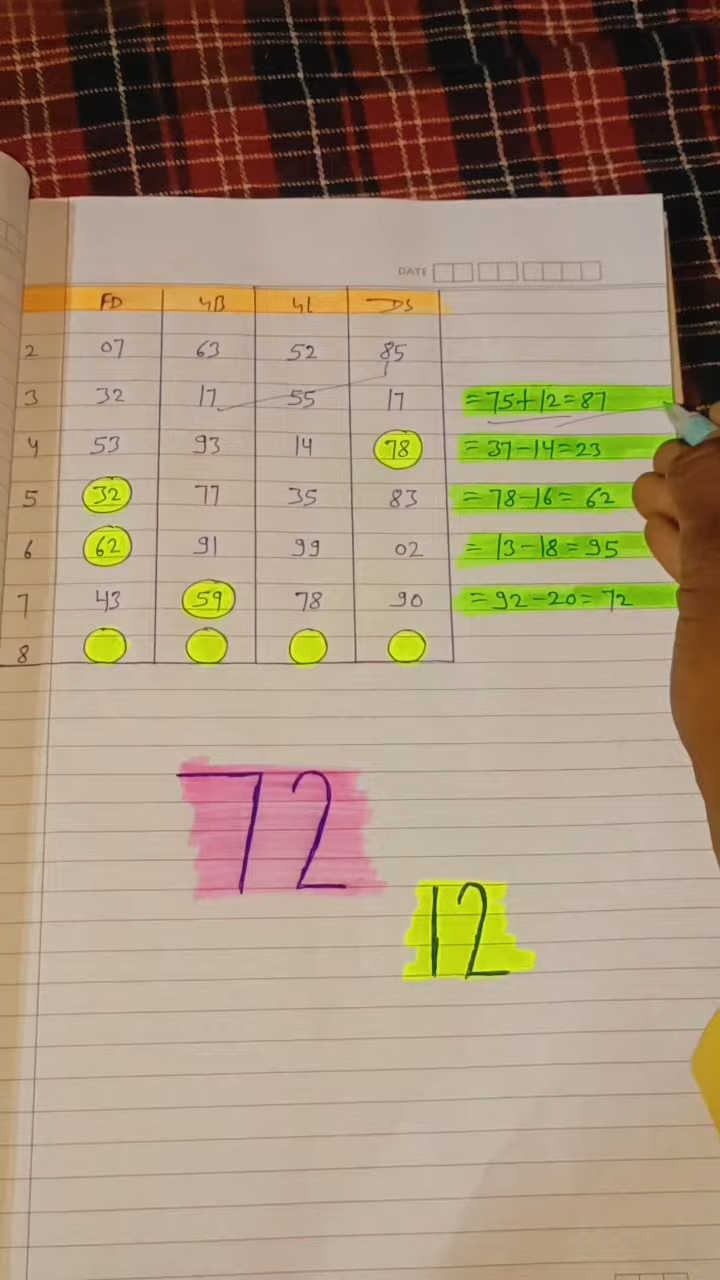 DATE
FD GB GL DS
2 07 63 52 85
3 32 17 55 17 = 75+12=87
4 53 93 14 78 = 37-14=23
5 32 77 35 83 = 78-16= 62
6 62 91 99 02 = 13-18=95
7 43 59 78 90 = 92-20= 72
8
72
12